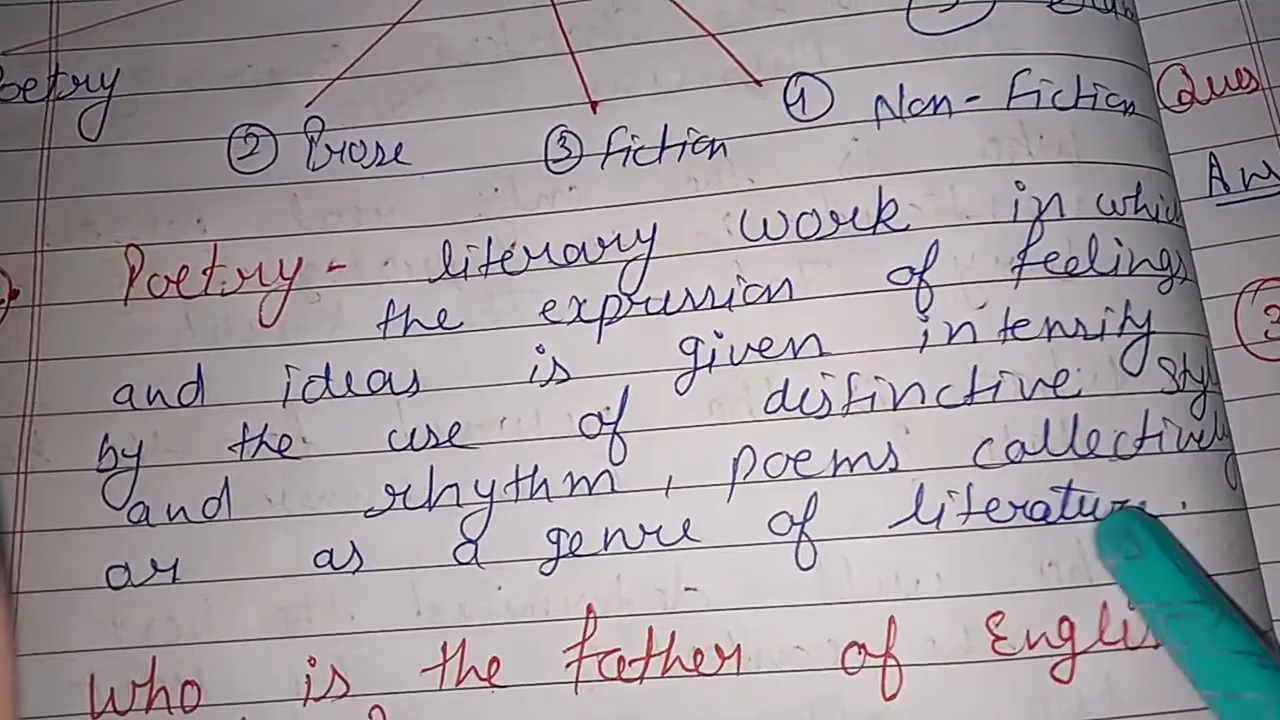 Poetry
② Prose ③ Fiction ④ Non-Fiction
Poetry - literary work in which
the expression of feelings
and ideas is given intensity
by the use of distinctive style
and rhythm, poems collectively
or as a genre of literature.
Who is the father of English
Ques
Ans